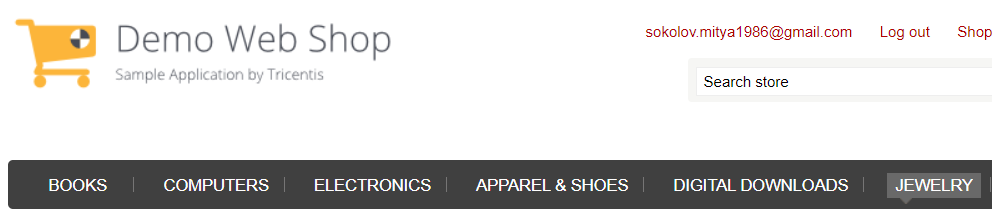 Demo Web Shop
Sample Application by Tricentis
sokolov.mitya1986@gmail.com Log out Shop
Search store
BOOKS COMPUTERS ELECTRONICS APPAREL & SHOES DIGITAL DOWNLOADS JEWELRY